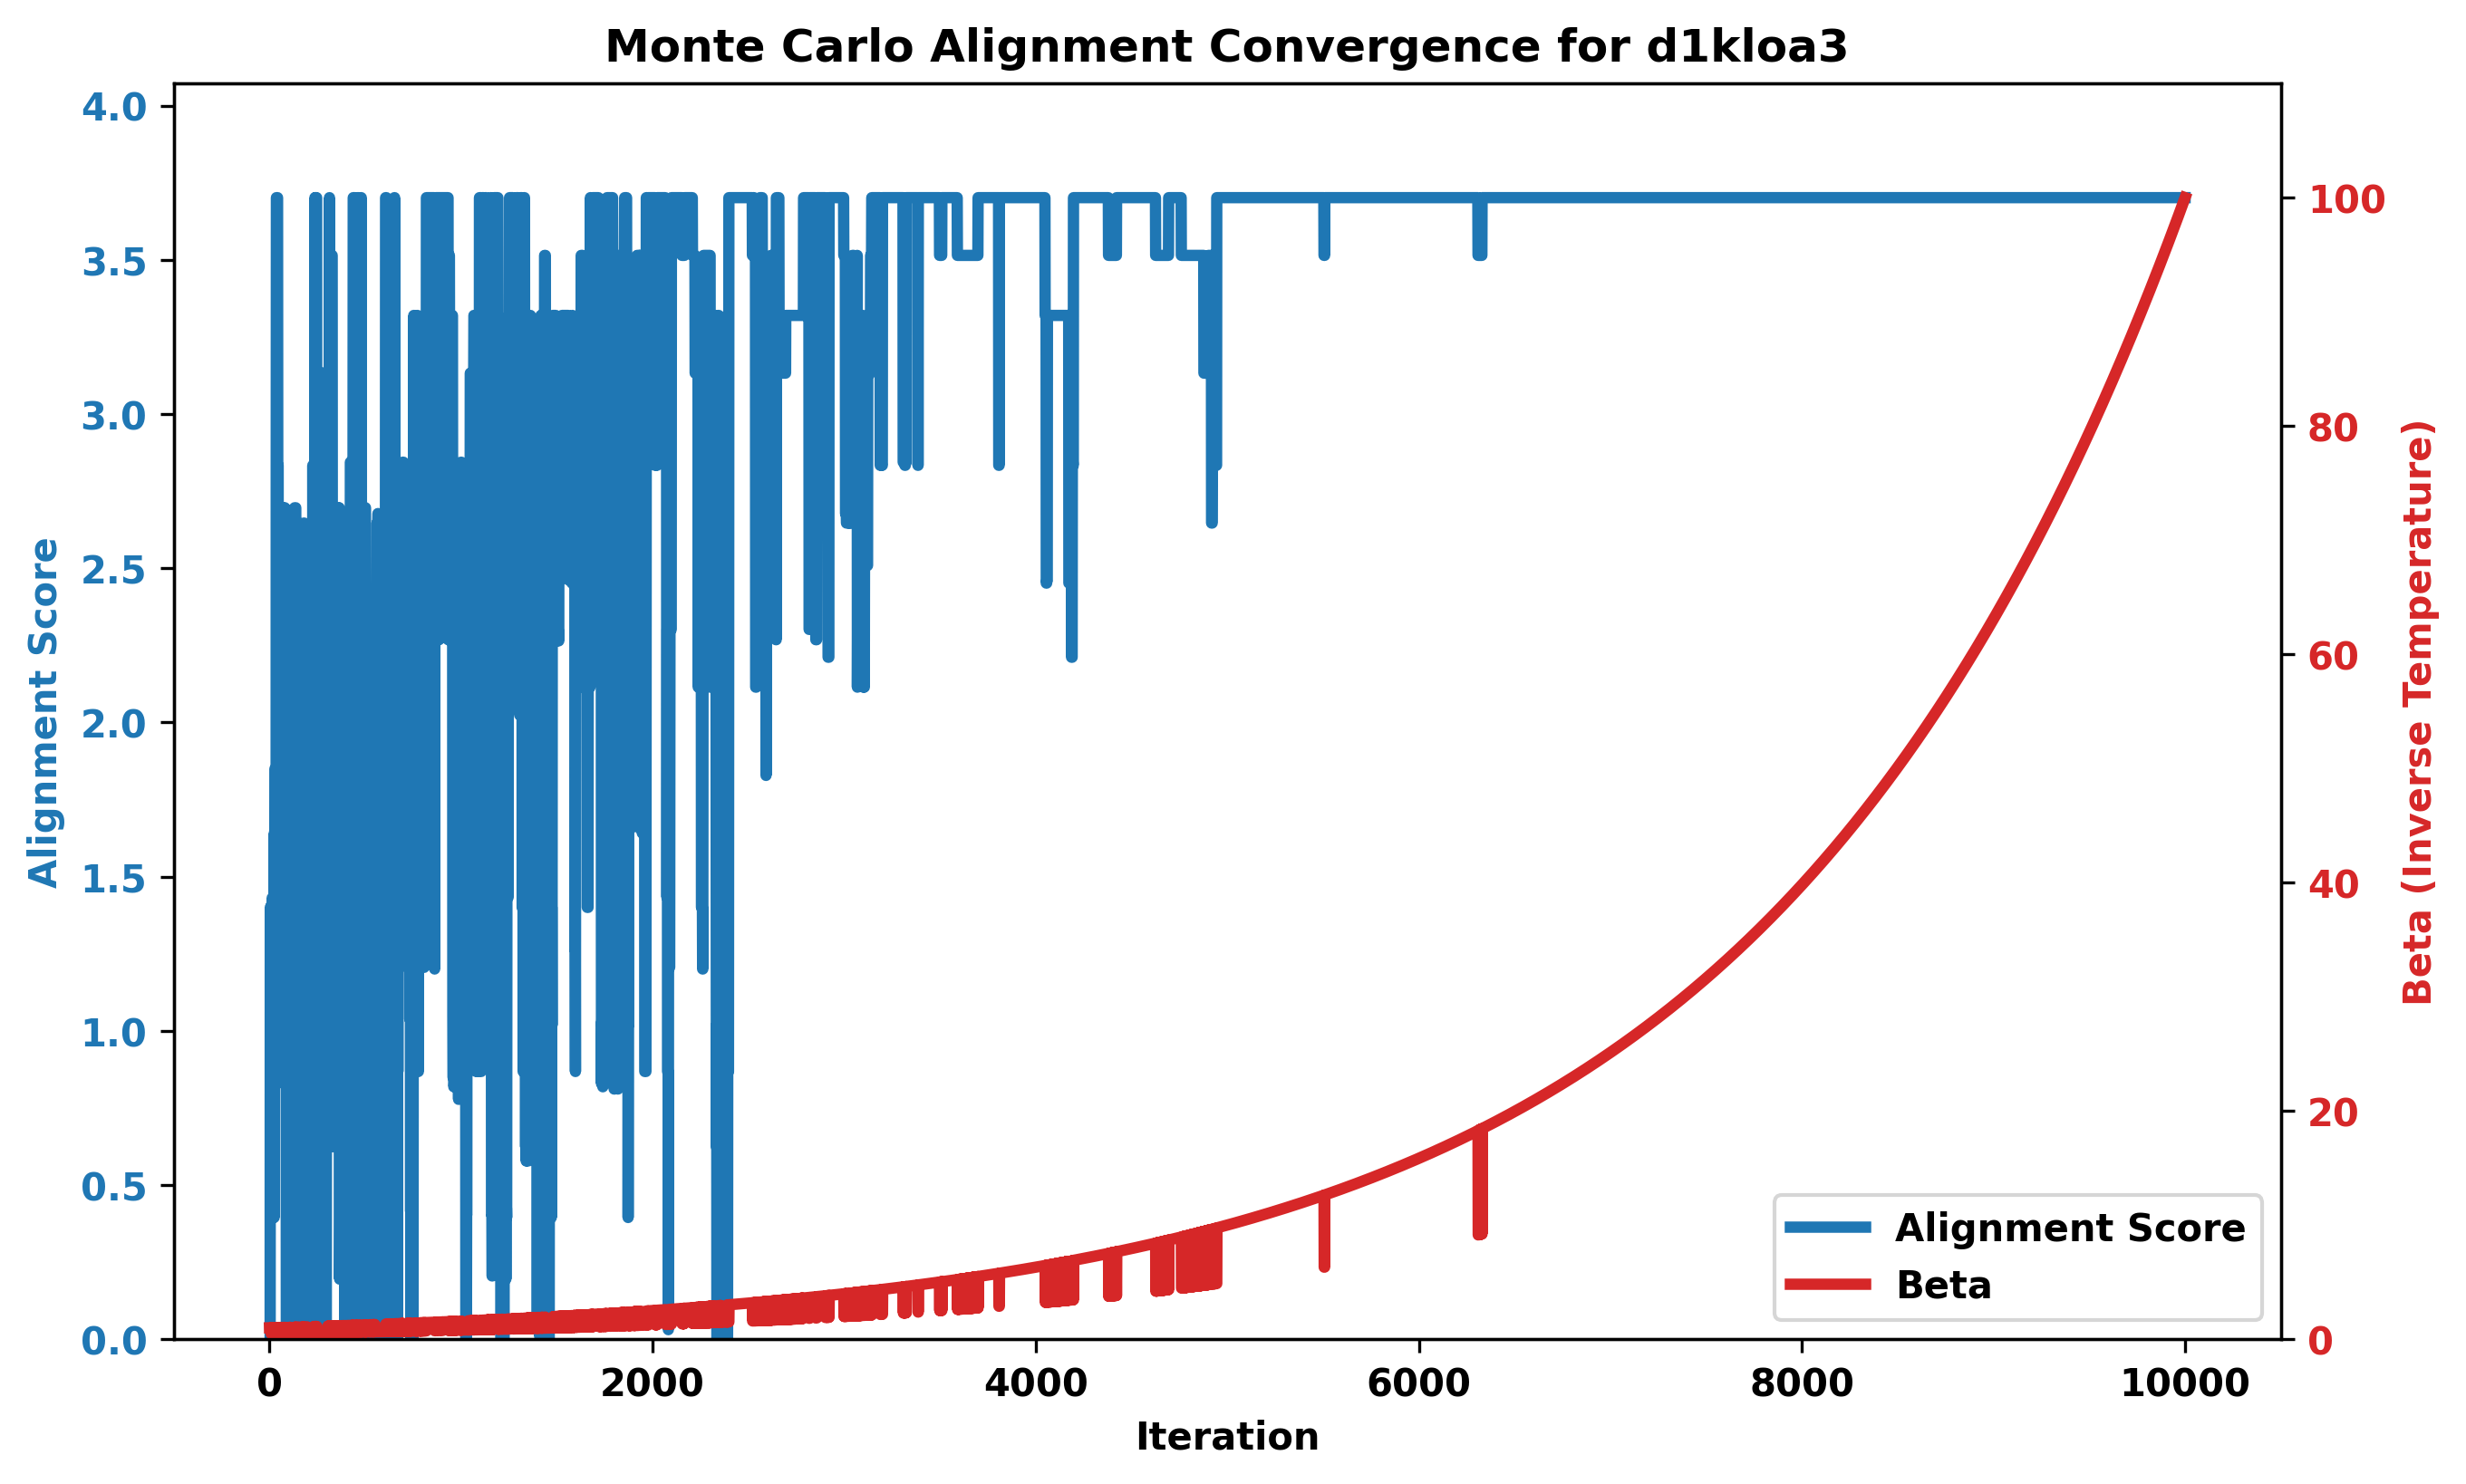 Monte Carlo Alignment Convergence for d1kloa3
4.0
3.5
3.0
2.5
2.0
1.5
1.0
0.5
0.0
Alignment Score
100
80
60
40
20
0
Beta (Inverse Temperature)
Alignment Score
Beta
0 2000 4000 6000 8000 10000
Iteration